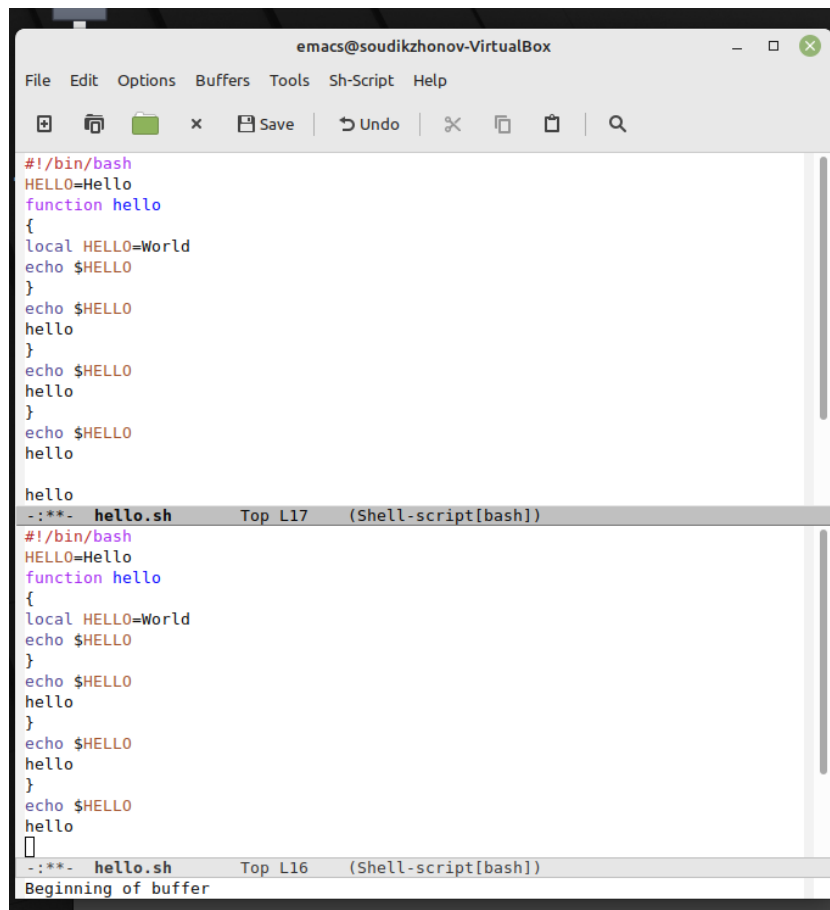 emacs@soudikzhonov-VirtualBox
File Edit Options Buffers Tools Sh-Script Help
Save Undo
#!/bin/bash
HELLO=Hello
function hello
{
local HELLO=World
echo $HELLO
}
echo $HELLO
hello
}
echo $HELLO
hello
}
echo $HELLO
hello
hello
-:**- hello.sh Top L17 (Shell-script[bash])
#!/bin/bash
HELLO=Hello
function hello
{
local HELLO=World
echo $HELLO
}
echo $HELLO
hello
}
echo $HELLO
hello
}
echo $HELLO
hello
-:**- hello.sh Top L16 (Shell-script[bash])
Beginning of buffer